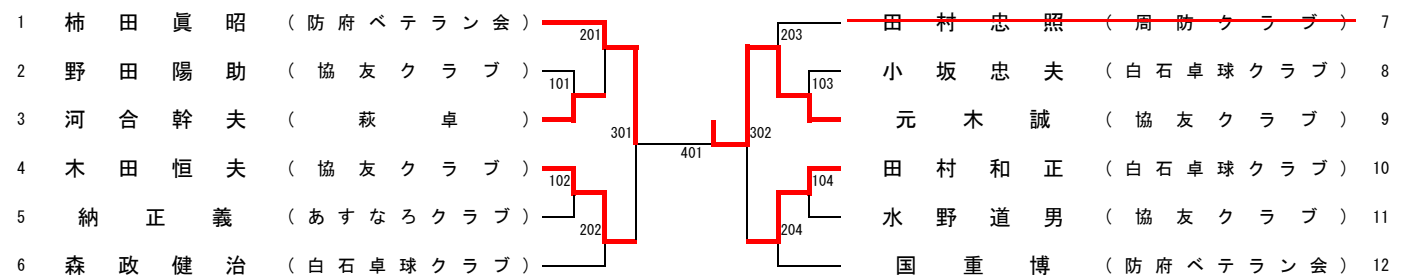 1 柿田眞昭 (防府ベテラン会)
2 野田陽助 (協友クラブ)
3 河合幹夫 (萩卓)
4 木田恒夫 (協友クラブ)
5 納正義 (あすなろクラブ)
6 森政健治 (白石卓球クラブ)
201
101
301
102
202
401
203
103
302
104
204
田村忠照 (周防クラブ) 7
小坂忠夫 (白石卓球クラブ) 8
元木誠 (協友クラブ) 9
田村和正 (白石卓球クラブ) 10
水野道男 (協友クラブ) 11
国重博 (防府ベテラン会) 12